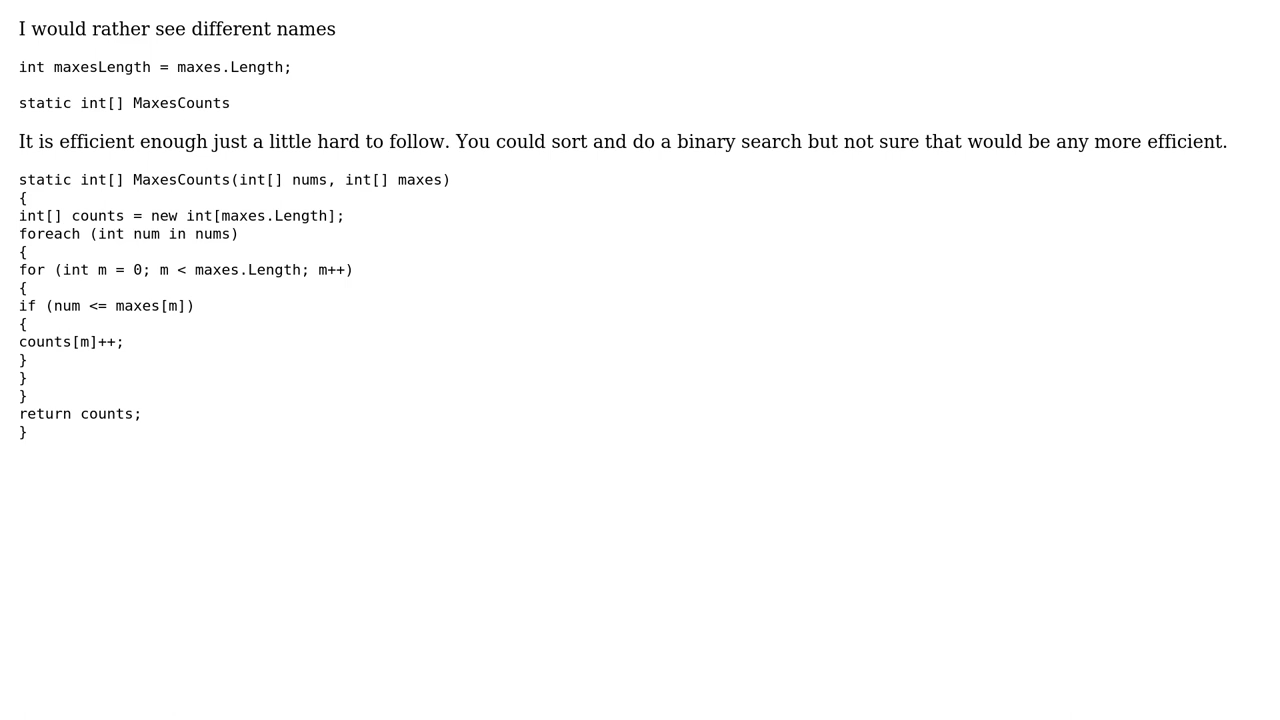 I would rather see different names
int maxesLength = maxes.Length;
static int[] MaxesCounts
It is efficient enough just a little hard to follow. You could sort and do a binary search but not sure that would be any more efficient.
static int[] MaxesCounts(int[] nums, int[] maxes)
{
int[] counts = new int[maxes.Length];
foreach (int num in nums)
{
for (int m = 0; m < maxes.Length; m++)
{
if (num <= maxes[m])
{
counts[m]++;
}
}
}
return counts;
}